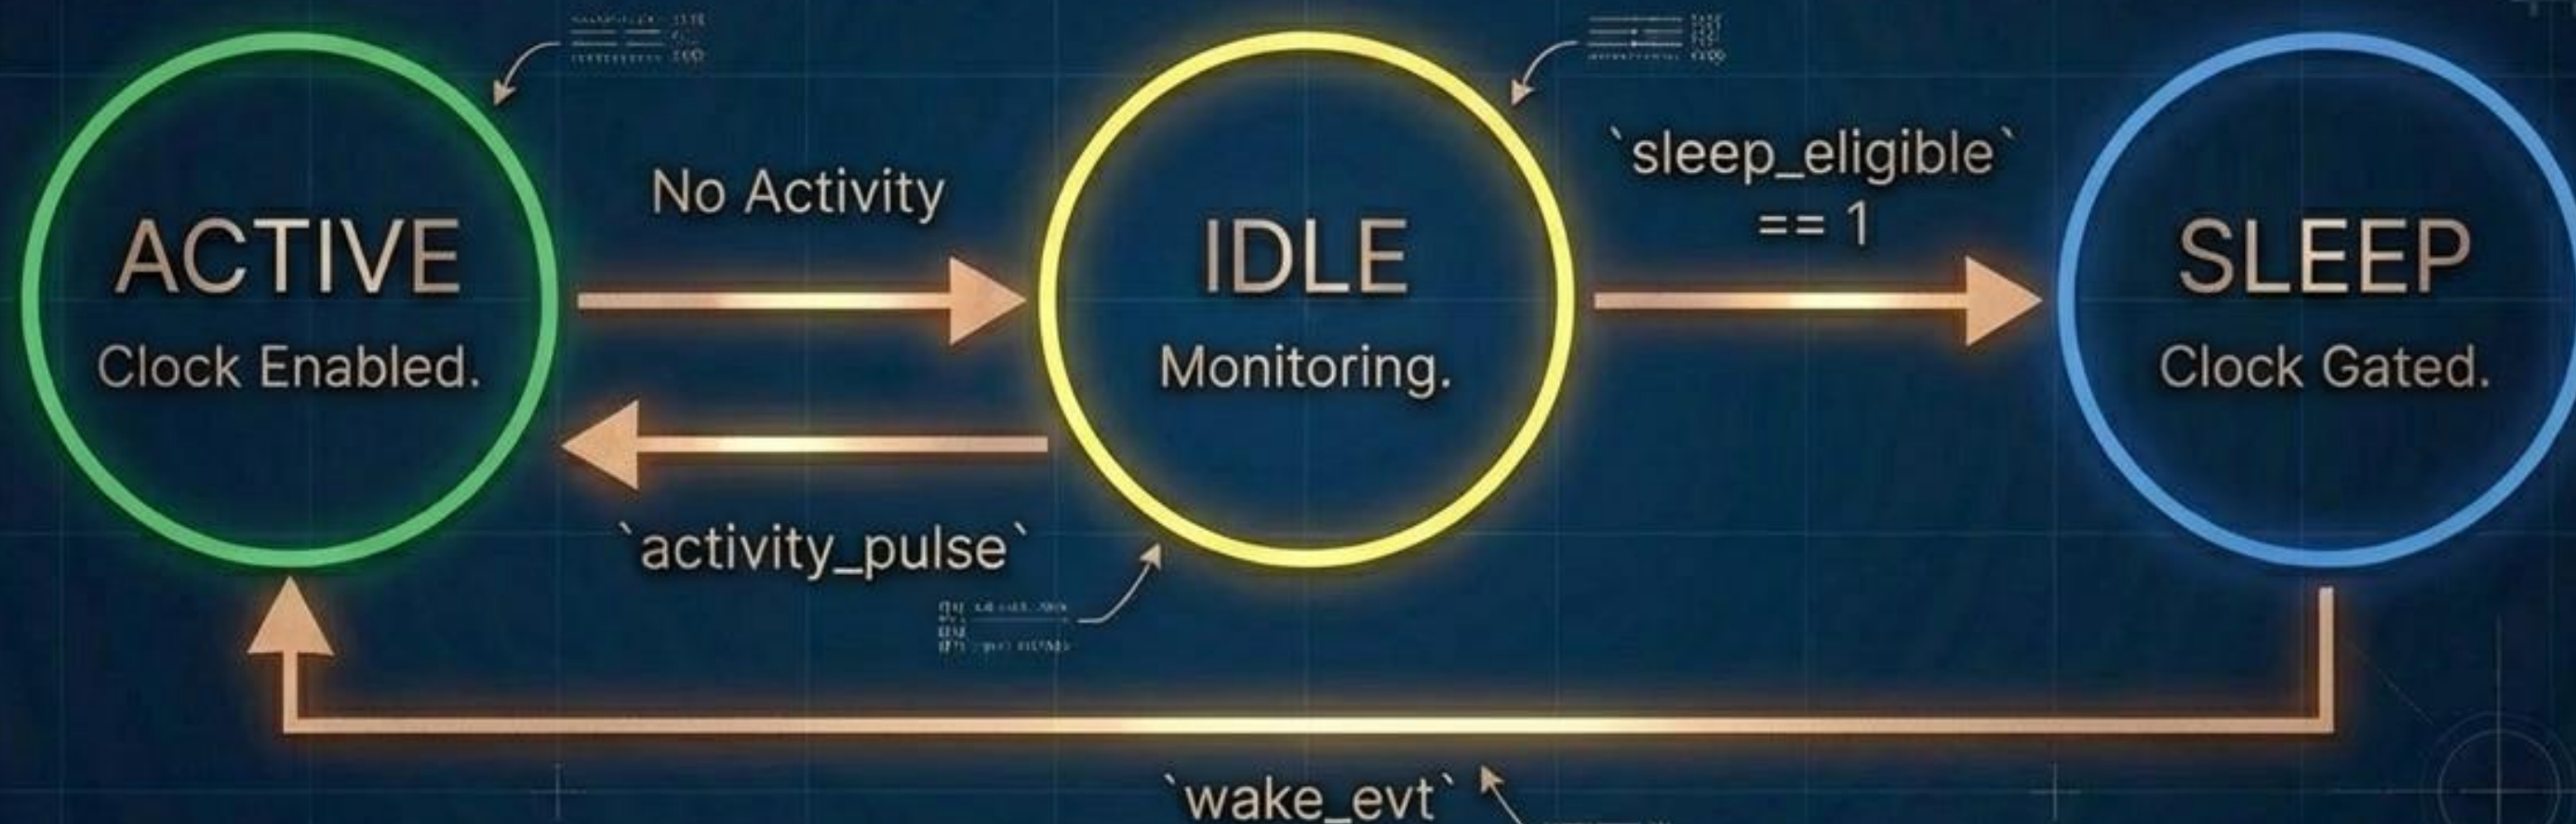 No Activity
`sleep_eligible`
== 1
ACTIVE
Clock Enabled.
IDLE
Monitoring.
SLEEP
Clock Gated.
`activity_pulse`
`wake_evt`